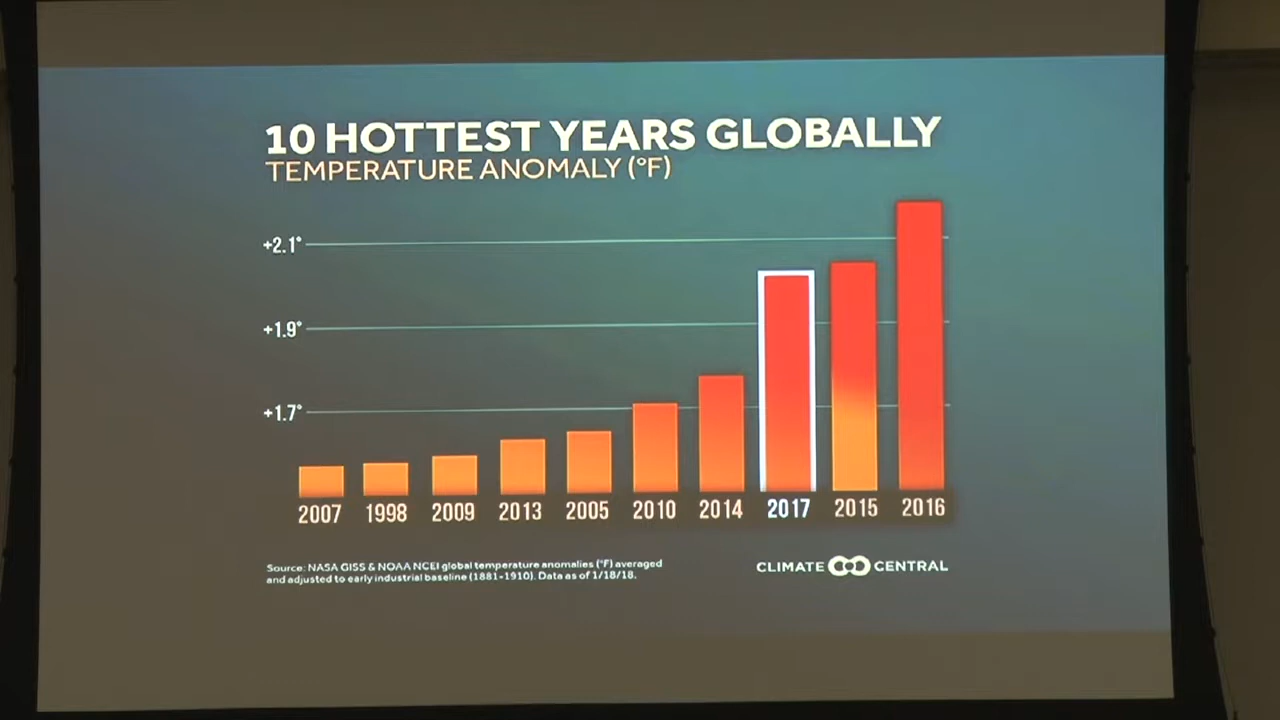 10 HOTTEST YEARS GLOBALLY
TEMPERATURE ANOMALY (°F)
+2.1°
+1.9°
+1.7°
2007 1998 2009 2013 2005 2010 2014 2017 2015 2016
Source: NASA GISS & NOAA NCEI global temperature anomalies (°F) averaged
and adjusted to early industrial baseline (1881-1910). Data as of 1/18/18.
CLIMATE CENTRAL